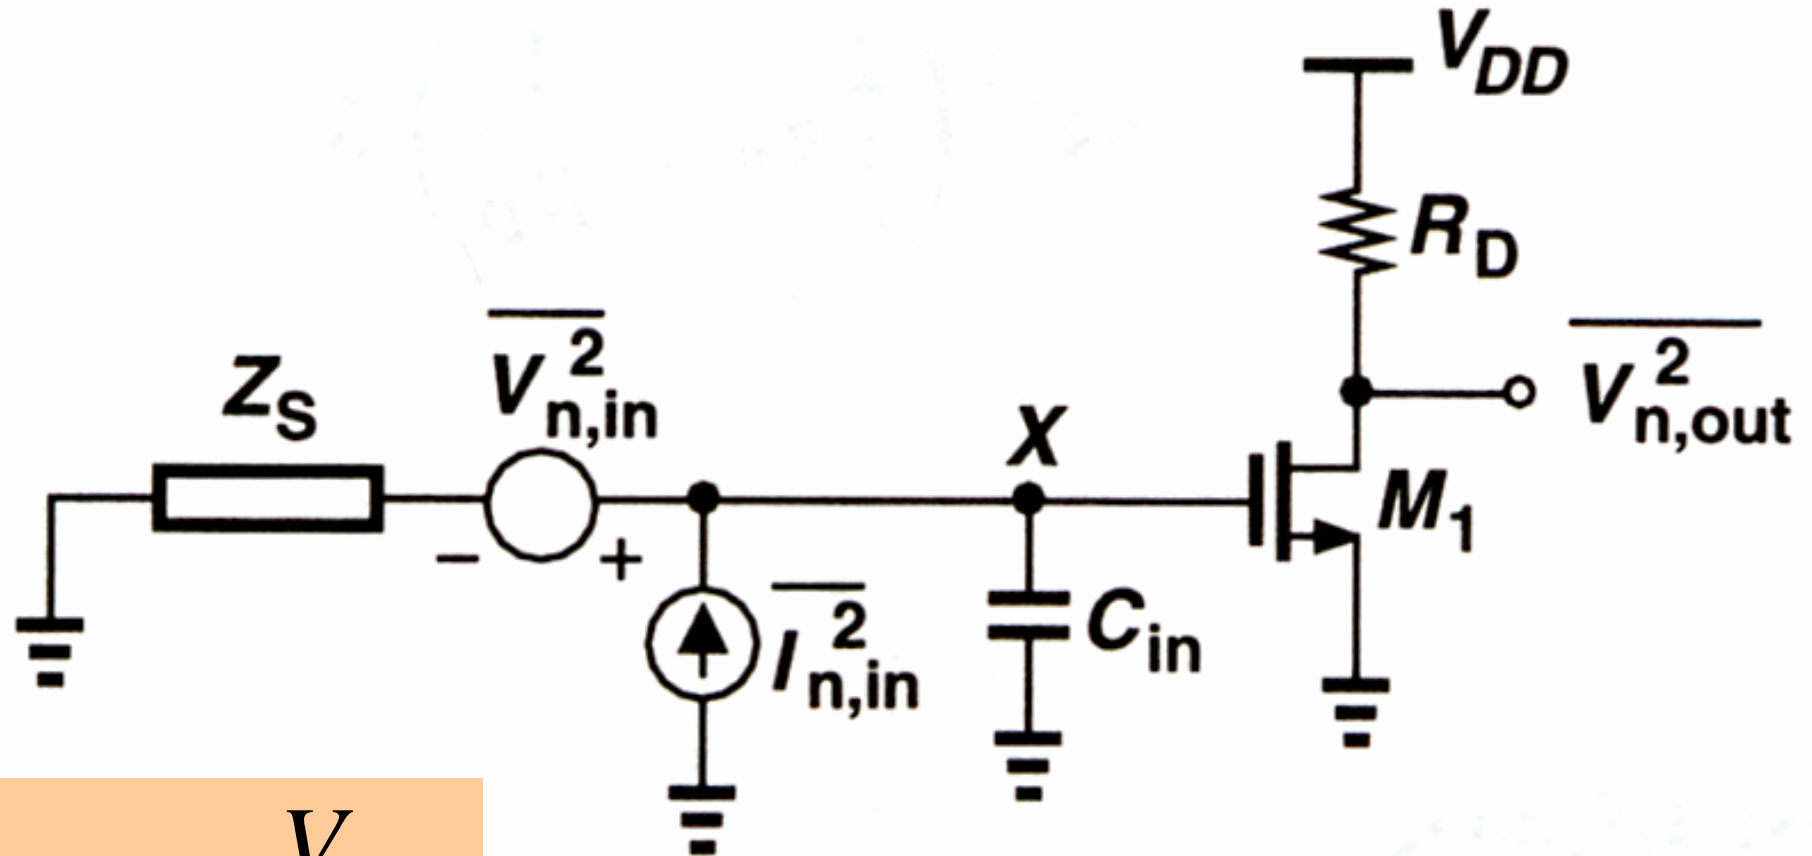 V_DD
R_D
Z_S
V²_n,in
X
V²_n,out
M_1
I²_n,in
C_in
− +
V